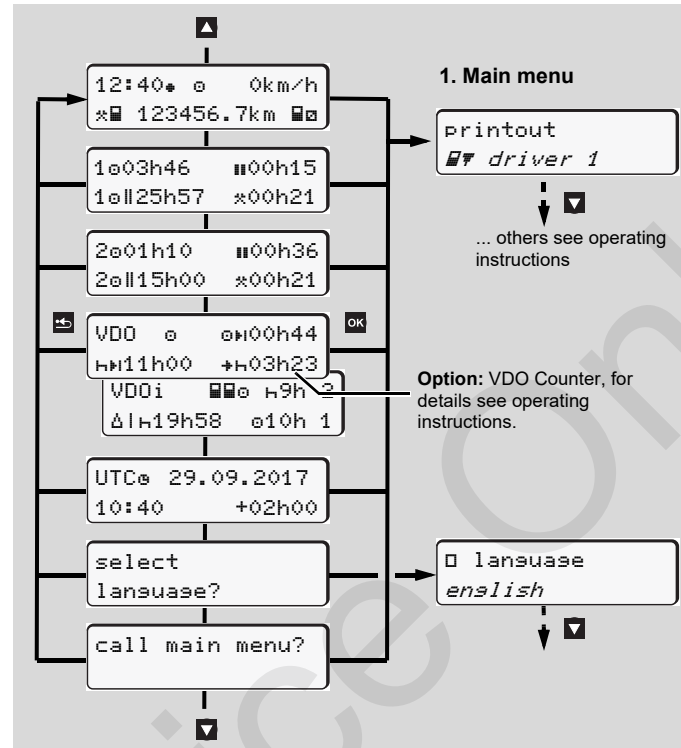 12:40 0km/h
123456.7km
1. Main menu
printout
driver 1
... others see operating
instructions
1 03h46 00h15
1 25h57 00h21
2 01h10 00h36
2 15h00 00h21
OK
VDO 00h44
11h00 03h23
VDOi 9h 2
19h58 10h 1
Option: VDO Counter, for
details see operating
instructions.
UTC 29.09.2017
10:40 +02h00
select
language?
language
english
call main menu?